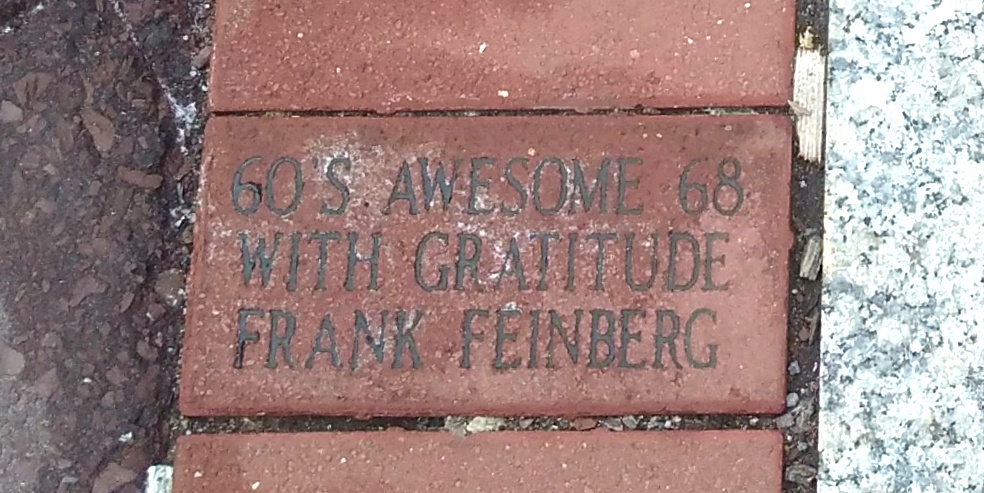 60'S AWESOME 68
WITH GRATITUDE
FRANK FEINBERG